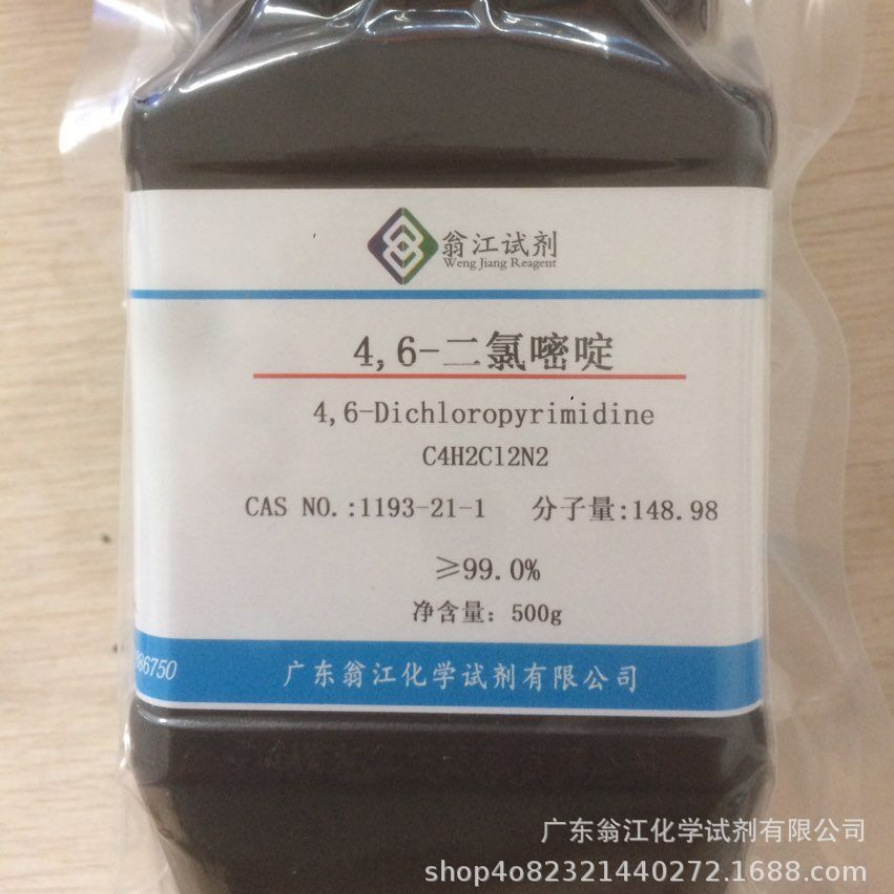 翁江试剂
Weng Jiang Reagent
4,6-二氯嘧啶
4,6-Dichloropyrimidine
C4H2Cl2N2
CAS NO.:1193-21-1 分子量:148.98
≥99.0%
净含量：500g
86750
广东翁江化学试剂有限公司
广东翁江化学试剂有限公司
shop4o82321440272.1688.com